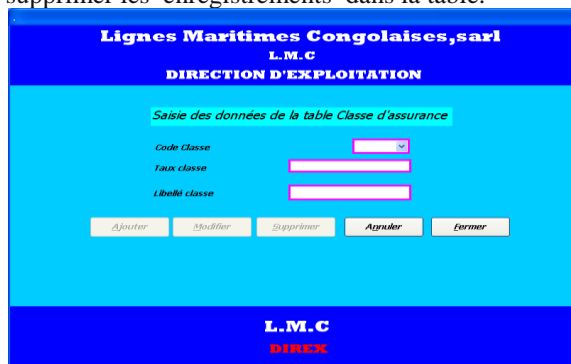 supprimer les enregistrements dans la table.
Lignes Maritimes Congolaises,sarl
L.M.C
DIRECTION D'EXPLOITATION
Saisie des données de la table Classe d'assurance
Code Classe
Taux classe
Libellé classe
Ajouter Modifier Supprimer Annuler Fermer
L.M.C
DIREX